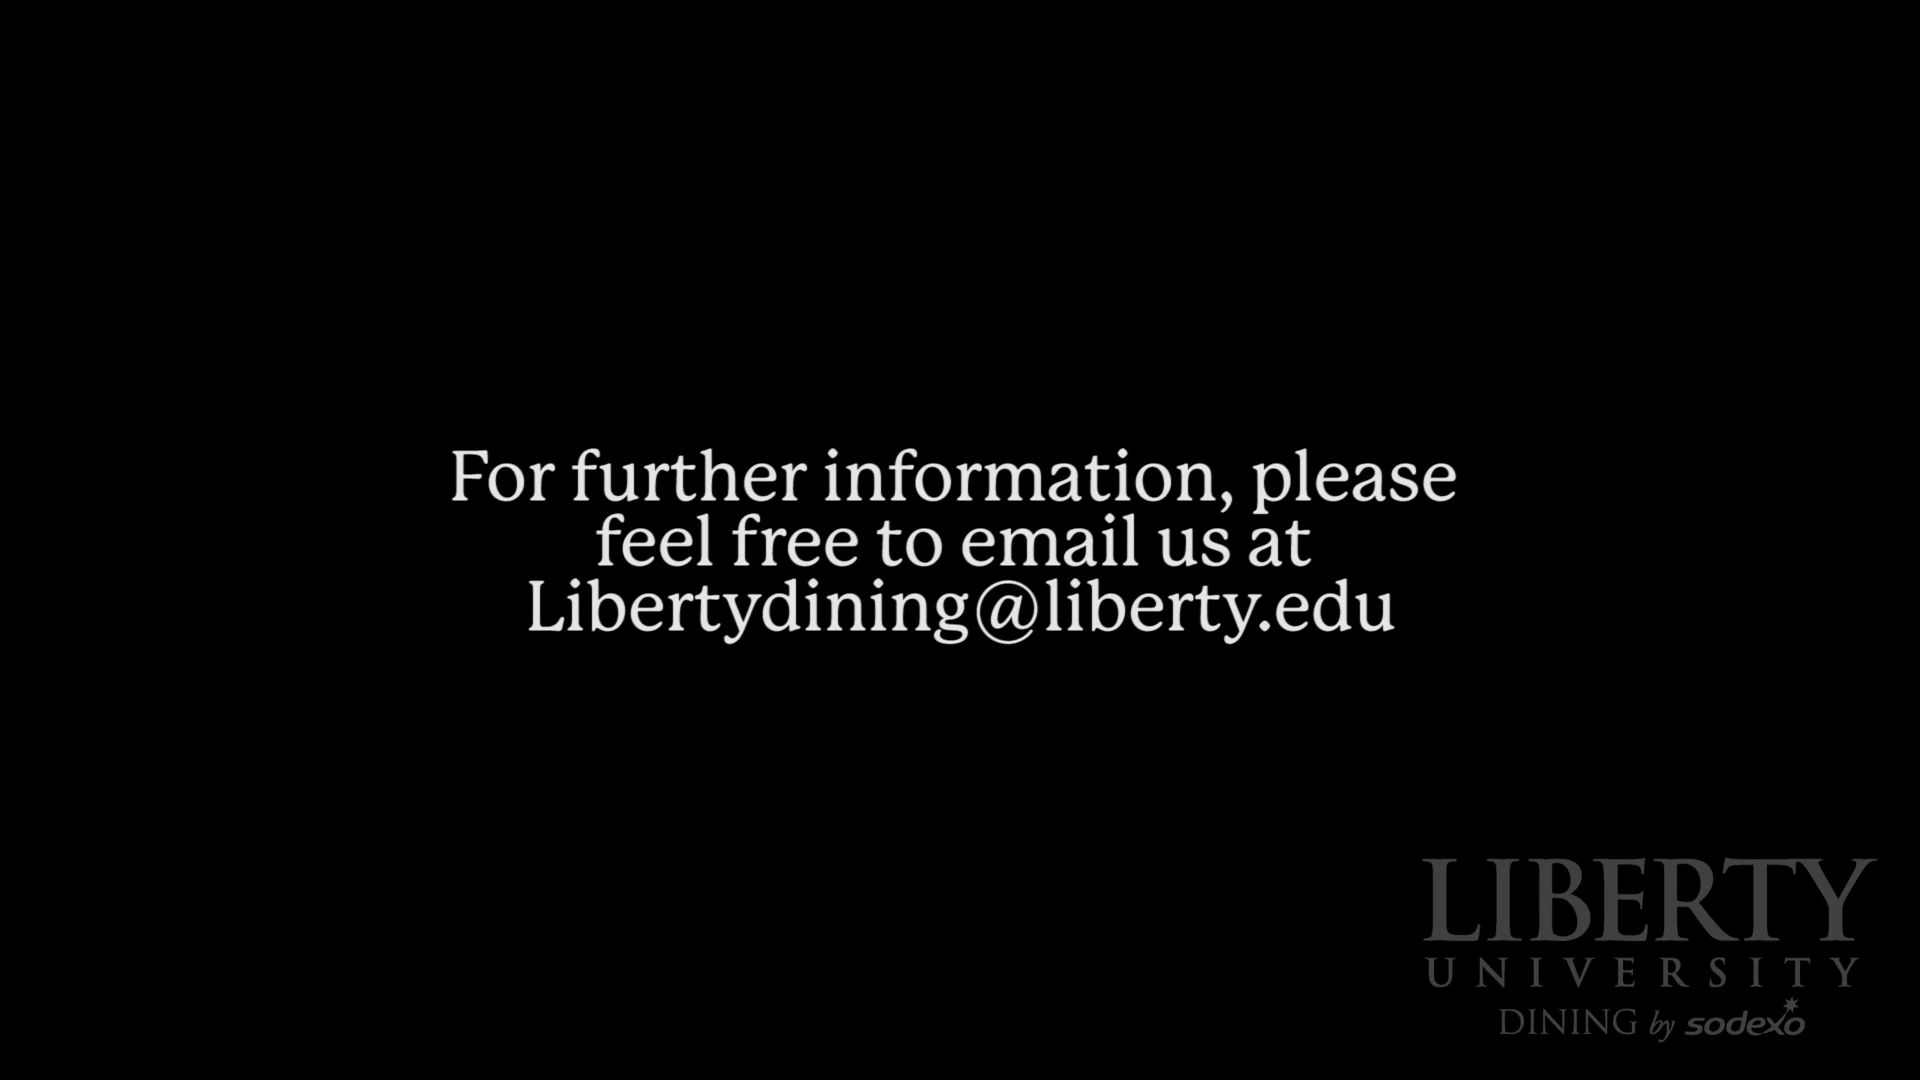 For further information, please
feel free to email us at
Libertydining@liberty.edu
LIBERTY
UNIVERSITY
DINING by sodexo